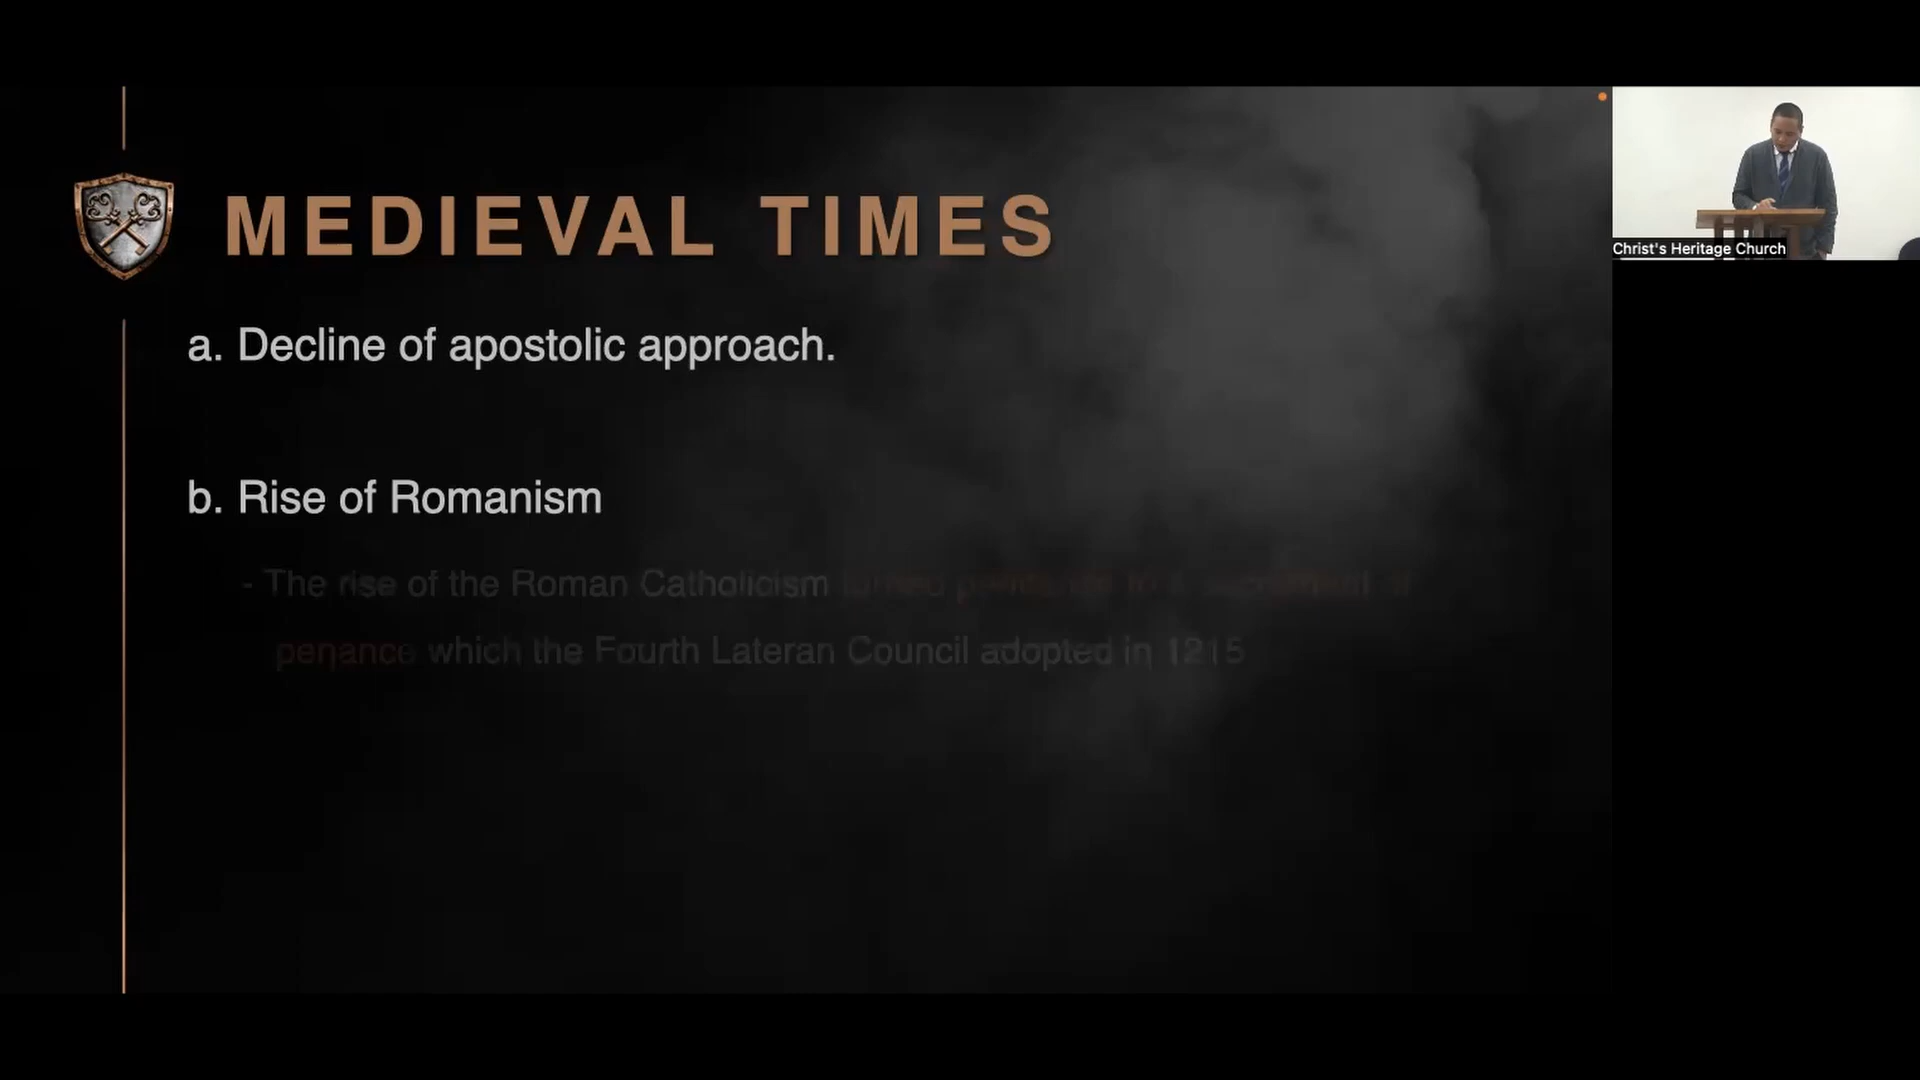 MEDIEVAL TIMES
Christ's Heritage Church
a. Decline of apostolic approach.
b. Rise of Romanism
- The rise of the Roman Catholicism turned
penance which the Fourth Lateran Council adopted in 1215